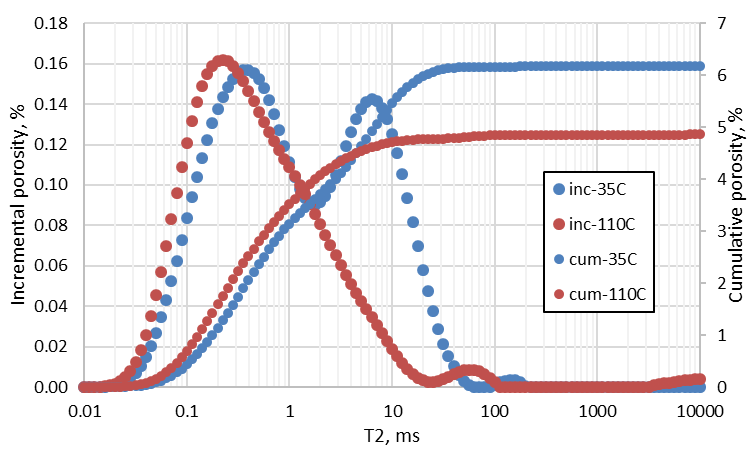 Incremental porosity, %
0.18
0.16
0.14
0.12
0.10
0.08
0.06
0.04
0.02
0.00
7
6
5
4
3
2
1
0
Cumulative porosity, %
inc-35C
inc-110C
cum-35C
cum-110C
0.01 0.1 1 10 100 1000 10000
T2, ms